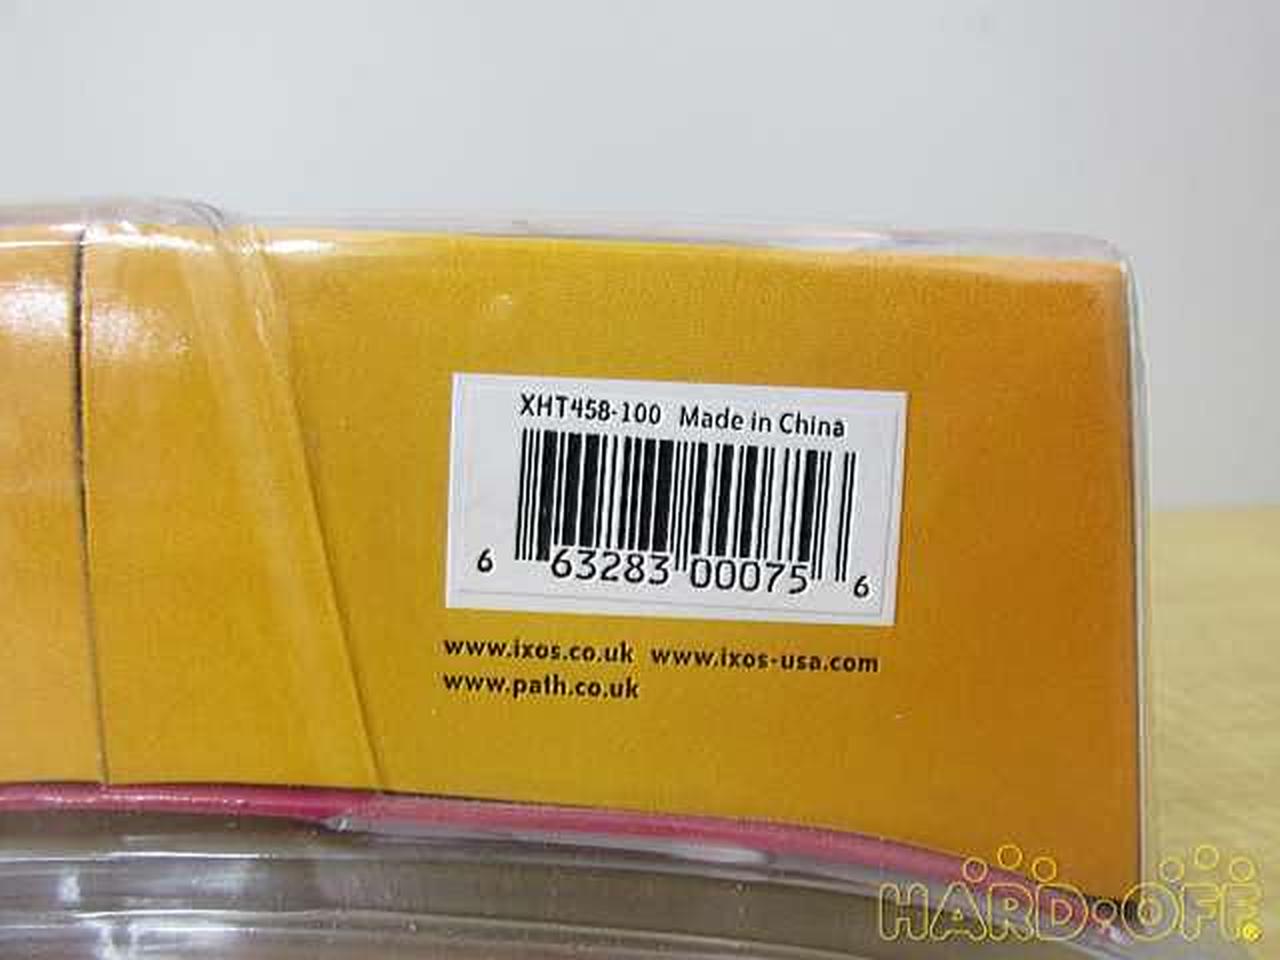 XHT458-100 Made in China
6 63283 00075 6
www.ixos.co.uk www.ixos-usa.com
www.path.co.uk
HARD·OFF®